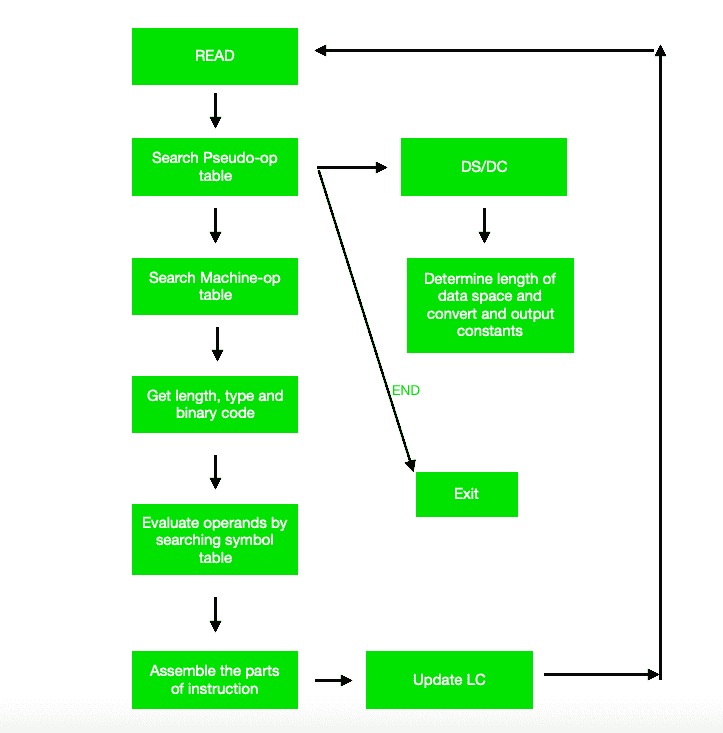 READ
Search Pseudo-op
table
DS/DC
Search Machine-op
table
Determine length of
data space and
convert and output
constants
Get length, type and
binary code
END
Exit
Evaluate operands by
searching symbol
table
Assemble the parts
of instruction
Update LC